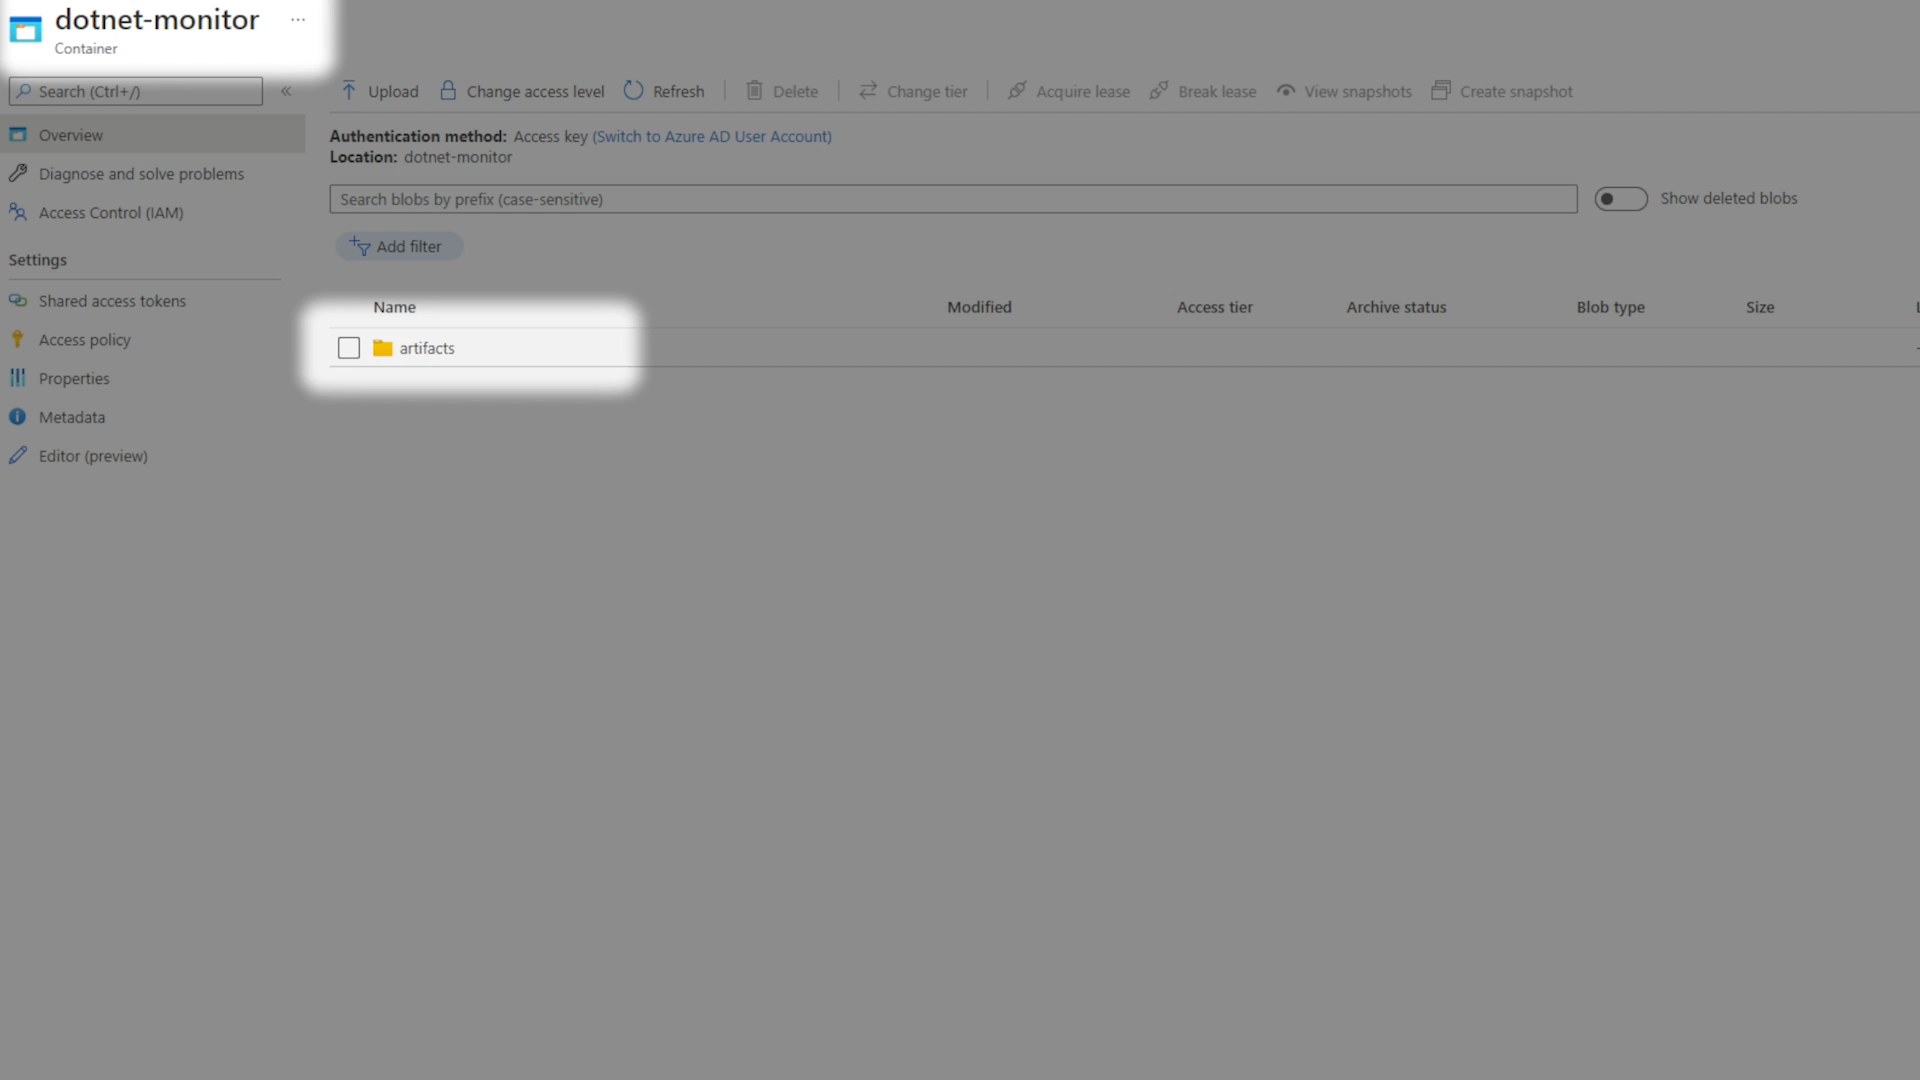 dotnet-monitor ...
Container
Search (Ctrl+/)
«
Upload Change access level Refresh Delete Change tier Acquire lease Break lease View snapshots Create snapshot
Overview
Diagnose and solve problems
Access Control (IAM)
Settings
Shared access tokens
Access policy
Properties
Metadata
Editor (preview)
Authentication method: Access key (Switch to Azure AD User Account)
Location: dotnet-monitor
Search blobs by prefix (case-sensitive)
Show deleted blobs
Add filter
Name Modified Access tier Archive status Blob type Size
artifacts